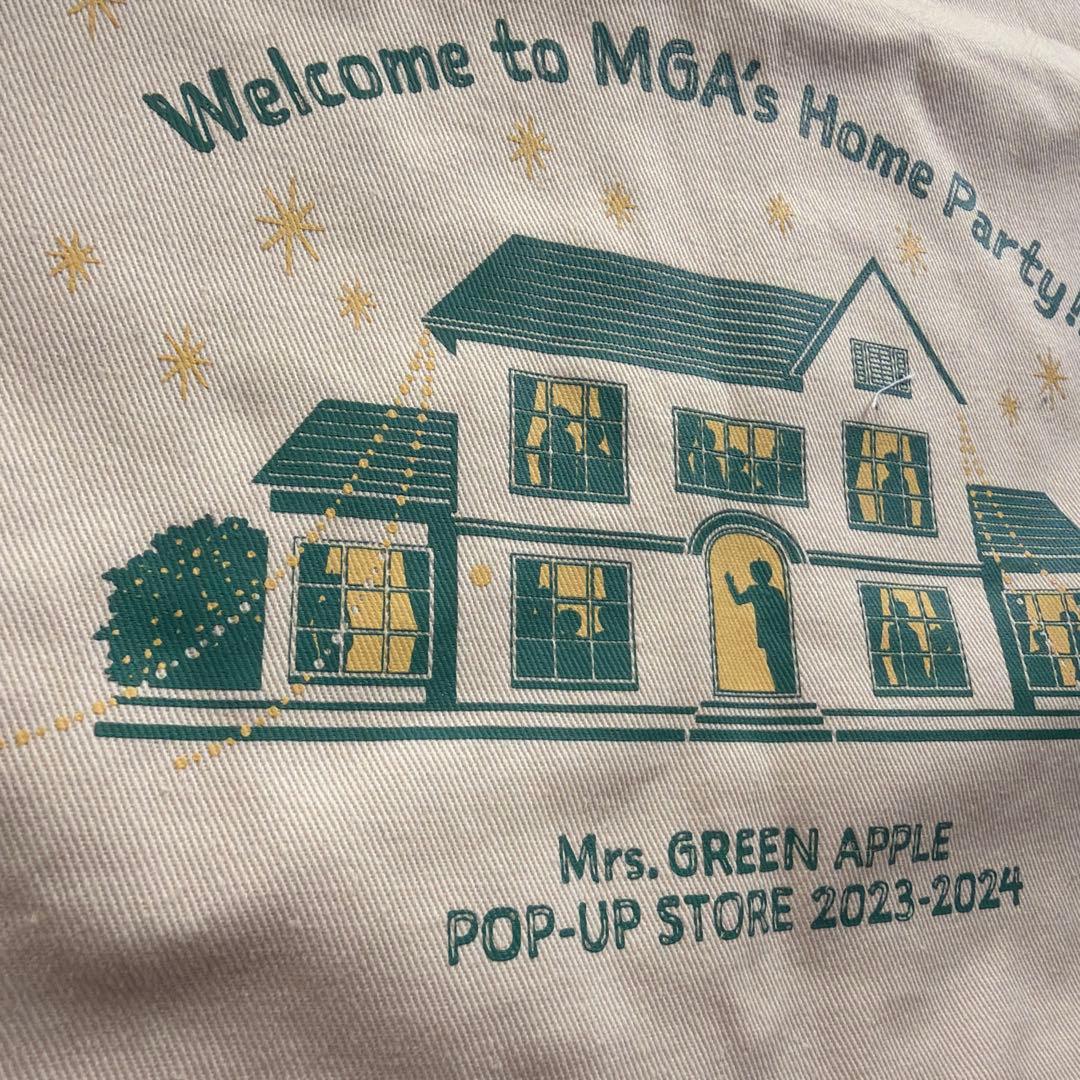 Welcome to MGA's Home Party!
Mrs. GREEN APPLE
POP-UP STORE 2023-2024